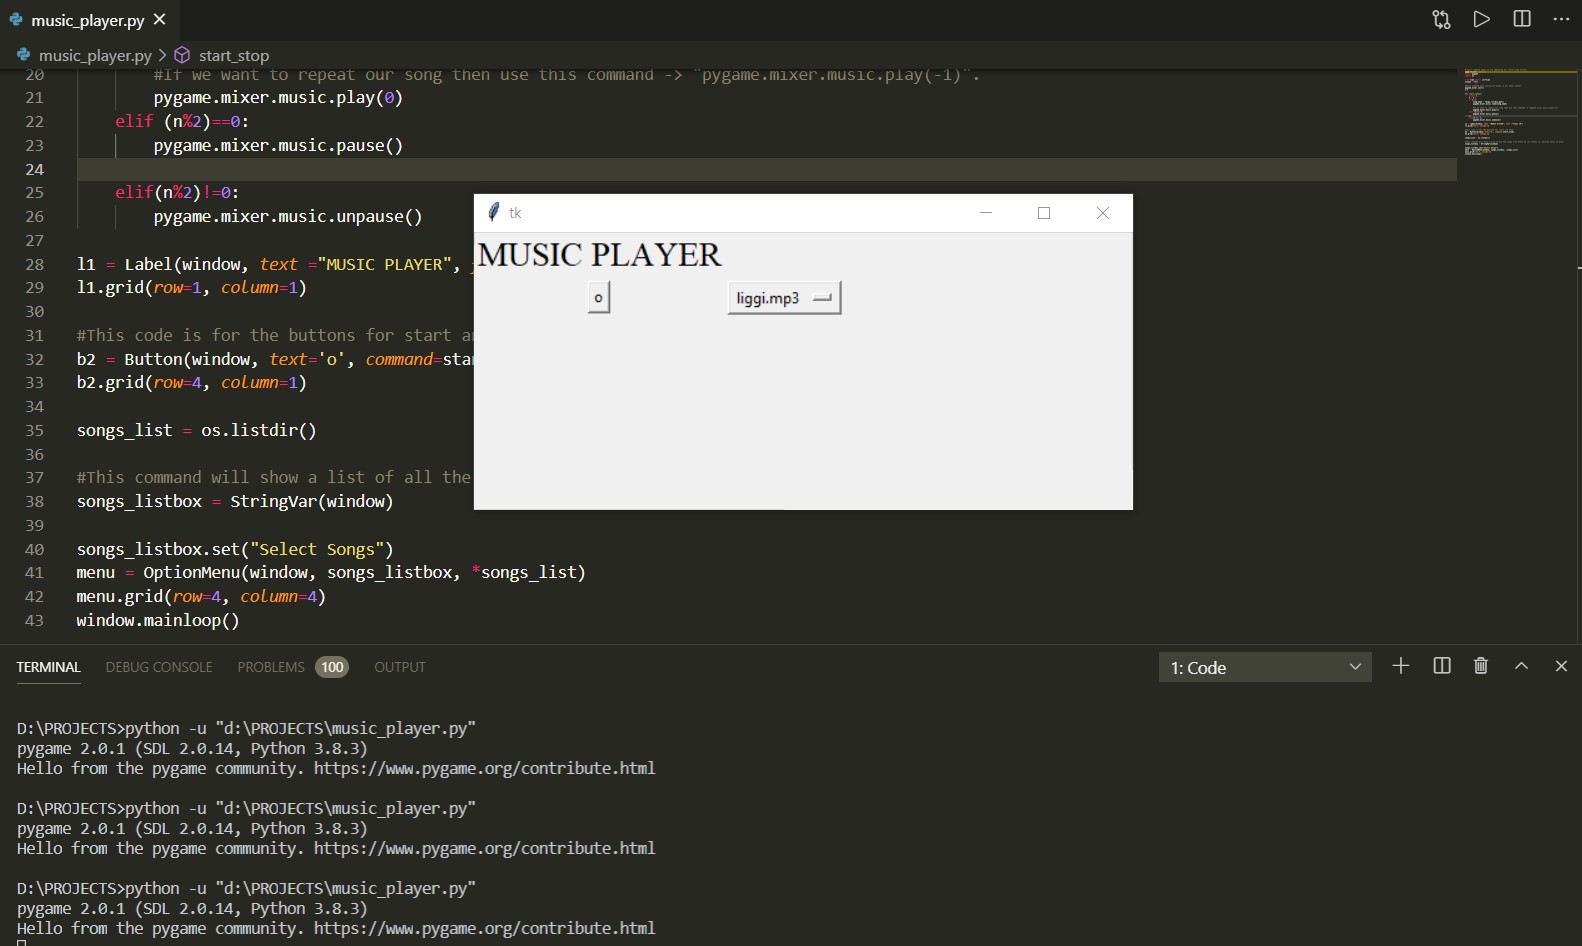 music_player.py
music_player.py > start_stop
20 #If we want to repeat our song then use this command -> "pygame.mixer.music.play(-1)".
21 pygame.mixer.music.play(0)
22 elif (n%2)==0:
23 pygame.mixer.music.pause()
24
25 elif(n%2)!=0:
26 pygame.mixer.music.unpause()
27
28 l1 = Label(window, text ="MUSIC PLAYER",
29 l1.grid(row=1, column=1)
30
31 #This code is for the buttons for start a
32 b2 = Button(window, text='o', command=sta
33 b2.grid(row=4, column=1)
34
35 songs_list = os.listdir()
36
37 #This command will show a list of all the
38 songs_listbox = StringVar(window)
39
40 songs_listbox.set("Select Songs")
41 menu = OptionMenu(window, songs_listbox, *songs_list)
42 menu.grid(row=4, column=4)
43 window.mainloop()
tk
MUSIC PLAYER
o liggi.mp3
TERMINAL DEBUG CONSOLE PROBLEMS 100 OUTPUT 1: Code
D:\PROJECTS>python -u "d:\PROJECTS\music_player.py"
pygame 2.0.1 (SDL 2.0.14, Python 3.8.3)
Hello from the pygame community. https://www.pygame.org/contribute.html
D:\PROJECTS>python -u "d:\PROJECTS\music_player.py"
pygame 2.0.1 (SDL 2.0.14, Python 3.8.3)
Hello from the pygame community. https://www.pygame.org/contribute.html
D:\PROJECTS>python -u "d:\PROJECTS\music_player.py"
pygame 2.0.1 (SDL 2.0.14, Python 3.8.3)
Hello from the pygame community. https://www.pygame.org/contribute.html